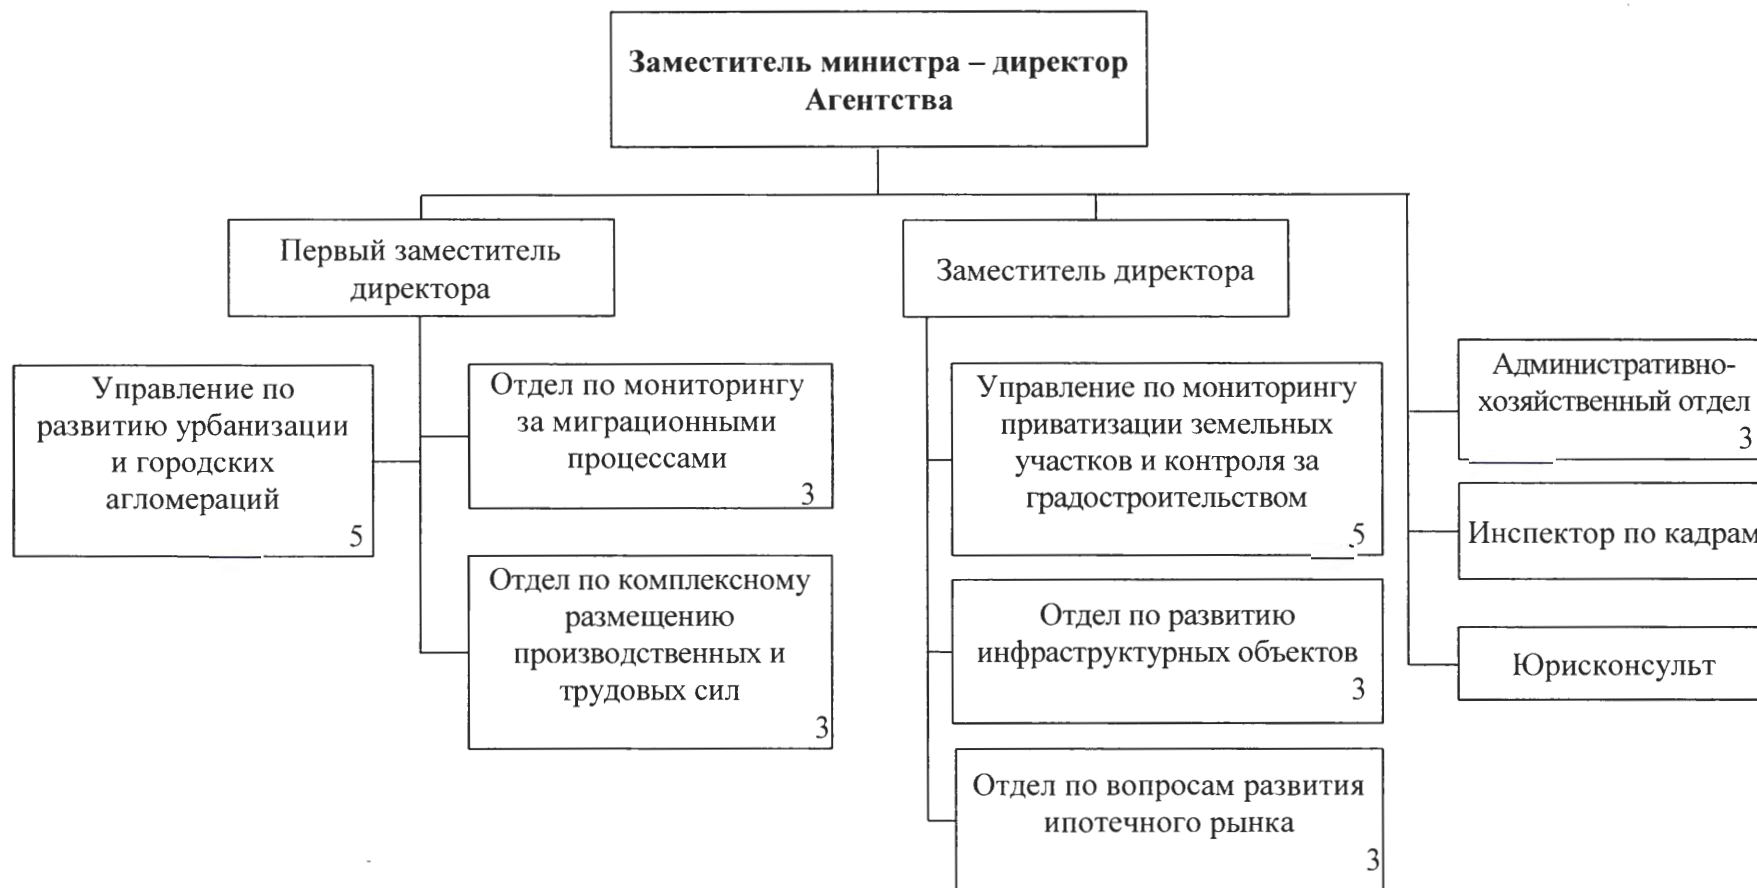 Заместитель министра – директор
Агентства
Первый заместитель
директора
Заместитель директора
Управление по
развитию урбанизации
и городских
агломераций
5
Отдел по мониторингу
за миграционными
процессами
3
Отдел по комплексному
размещению
производственных и
трудовых сил
3
Управление по мониторингу
приватизации земельных
участков и контроля за
градостроительством
5
Отдел по развитию
инфраструктурных объектов
3
Отдел по вопросам развития
ипотечного рынка
3
Административно-
хозяйственный отдел
3
Инспектор по кадрам
Юрисконсульт